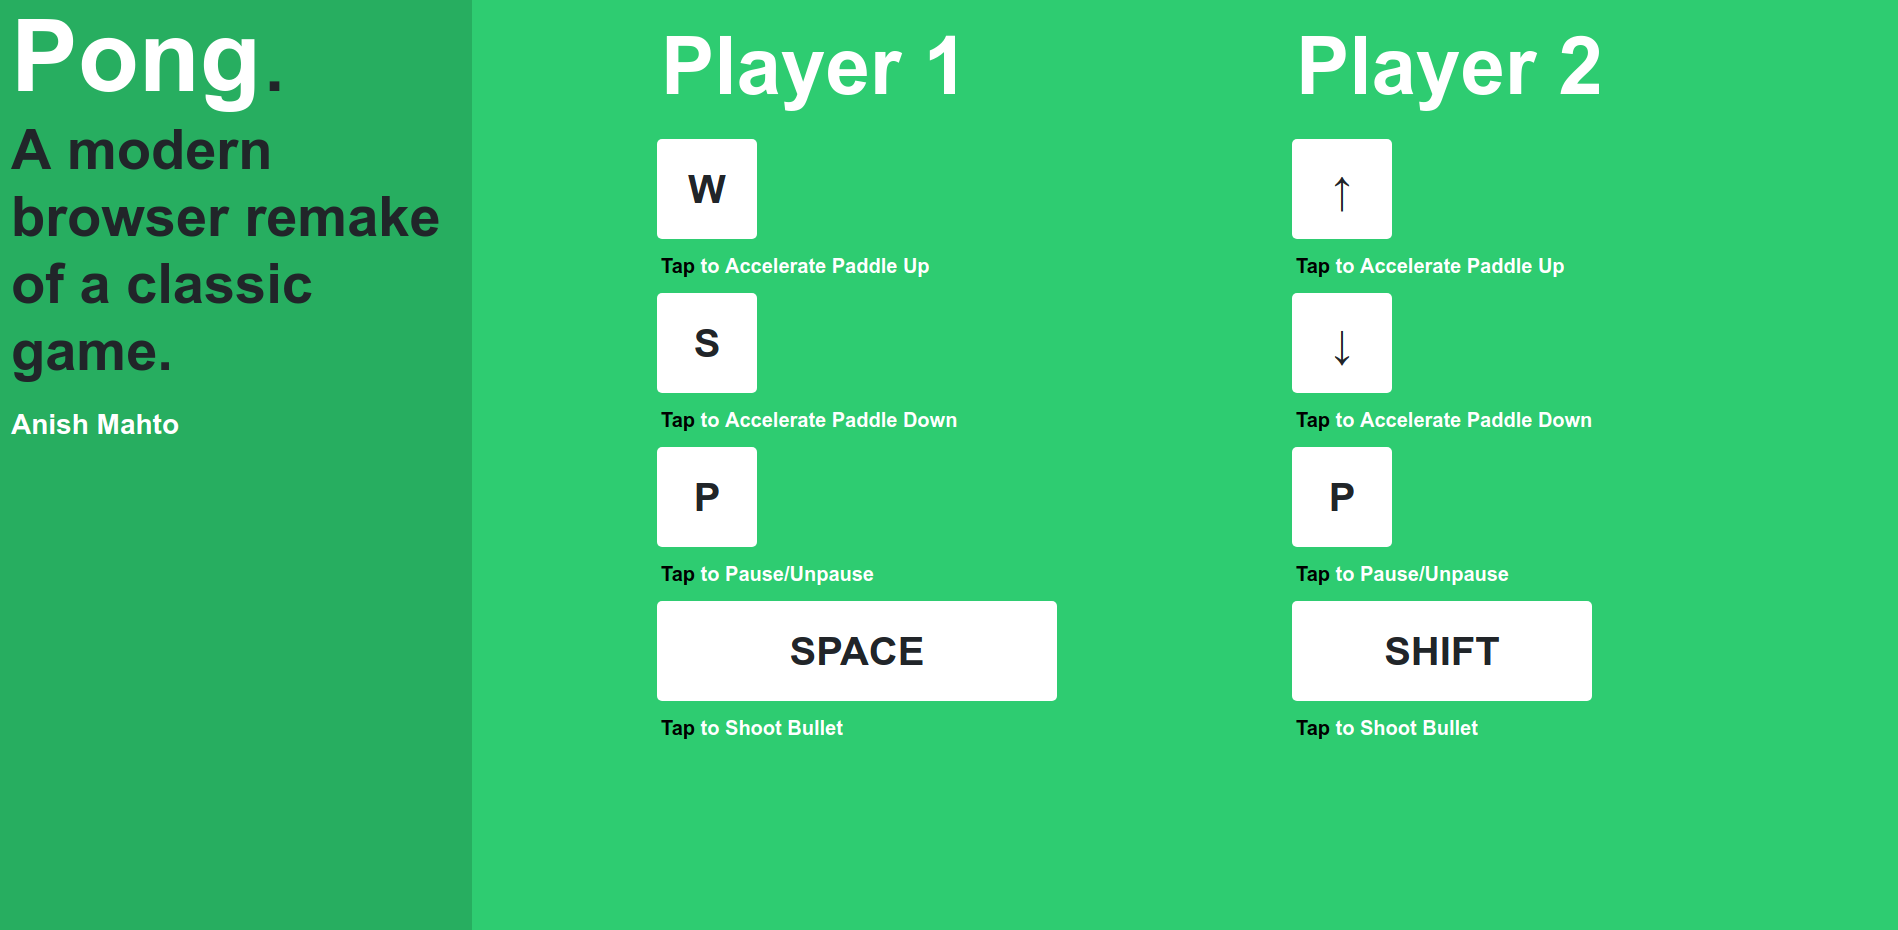 Pong.
A modern
browser remake
of a classic
game.
Anish Mahto
Player 1
W
Tap to Accelerate Paddle Up
S
Tap to Accelerate Paddle Down
P
Tap to Pause/Unpause
SPACE
Tap to Shoot Bullet
Player 2
↑
Tap to Accelerate Paddle Up
↓
Tap to Accelerate Paddle Down
P
Tap to Pause/Unpause
SHIFT
Tap to Shoot Bullet